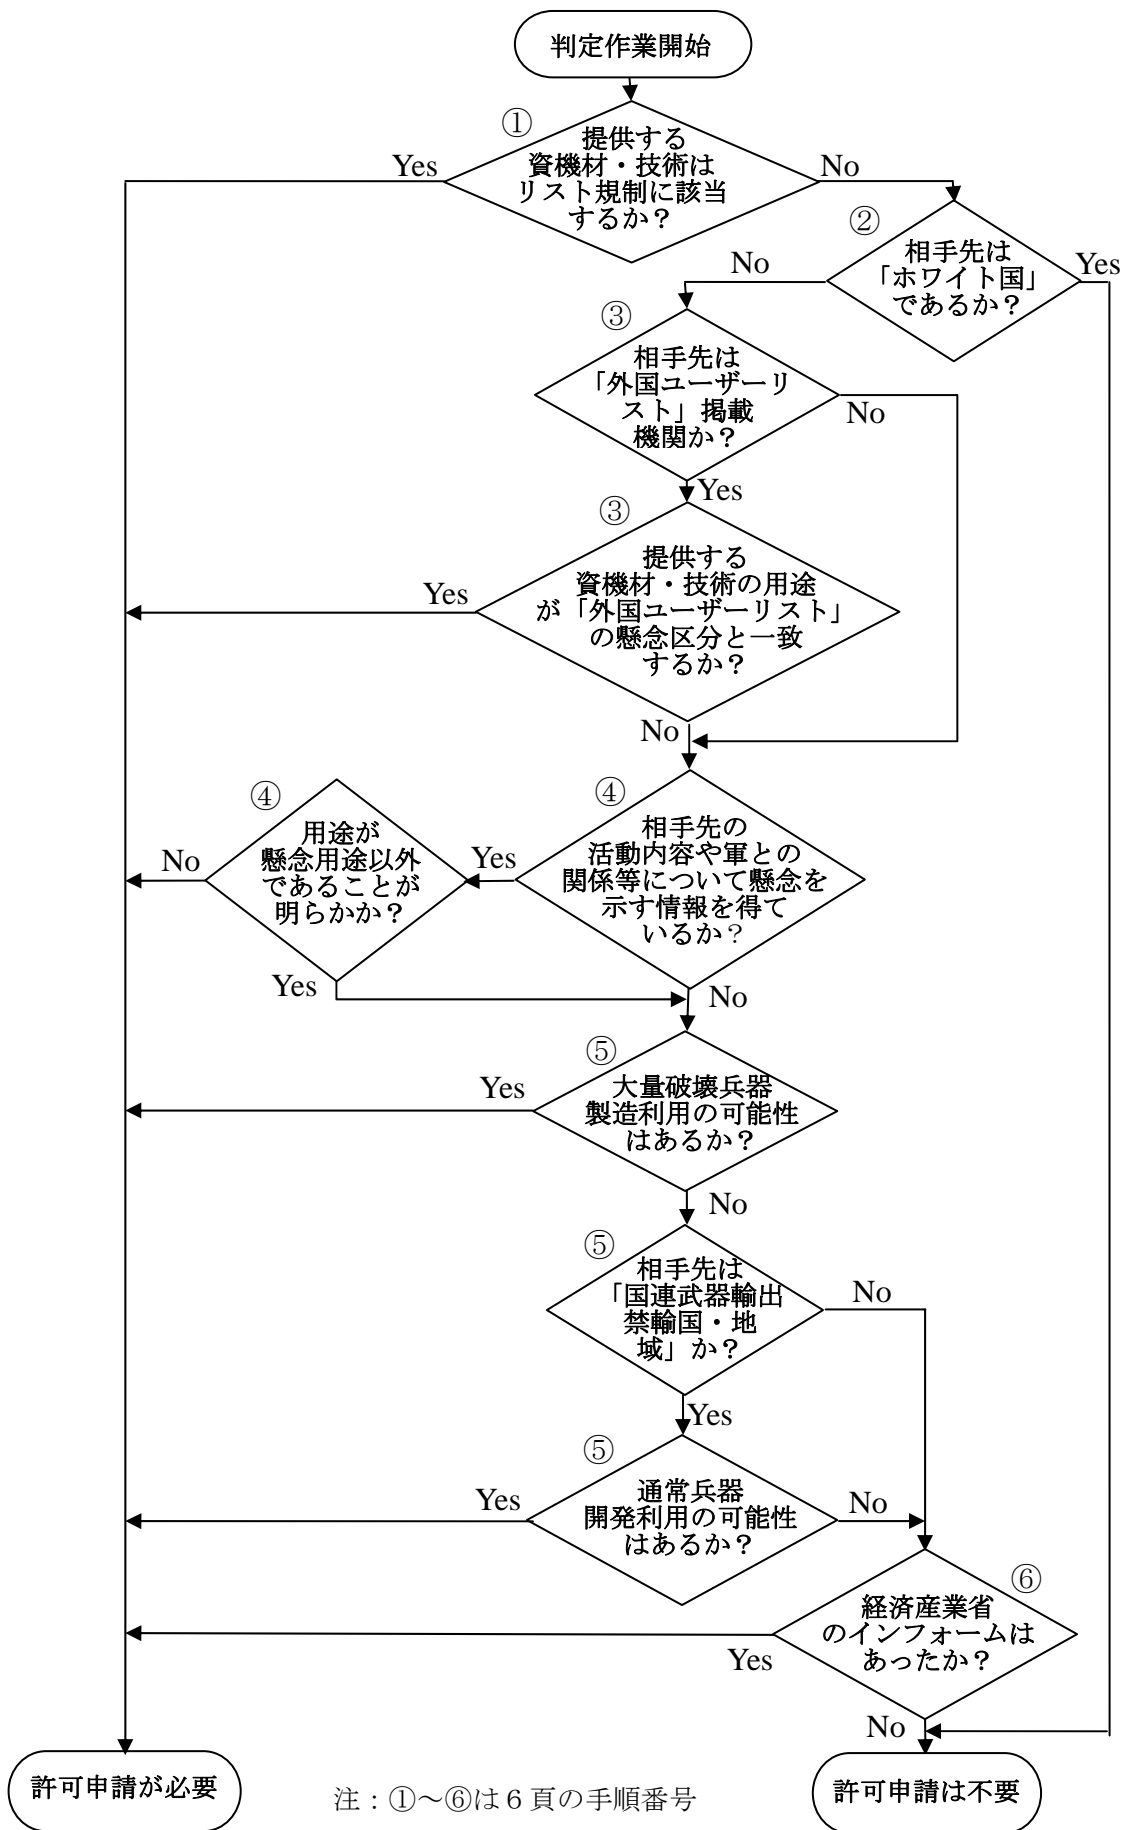 判定作業開始
①
提供する
資機材・技術は
リスト規制に該当
するか？
Yes
No
②
相手先は
「ホワイト国」
であるか？
No
Yes
③
相手先は
「外国ユーザーリ
スト」掲載
機関か？
No
Yes
③
提供する
資機材・技術の用途
が「外国ユーザーリスト」
の懸念区分と一致
するか？
Yes
No
④
相手先の
活動内容や軍との
関係等について懸念を
示す情報を得て
いるか？
Yes
No
④
用途が
懸念用途以外
であることが
明らかか？
No
Yes
⑤
大量破壊兵器
製造利用の可能性
はあるか？
Yes
No
⑤
相手先は
「国連武器輸出
禁輸国・地
域」か？
No
Yes
⑤
通常兵器
開発利用の可能性
はあるか？
Yes
No
⑥
経済産業省
のインフォームは
あったか？
Yes
No
許可申請が必要
許可申請は不要
注：①～⑥は６頁の手順番号